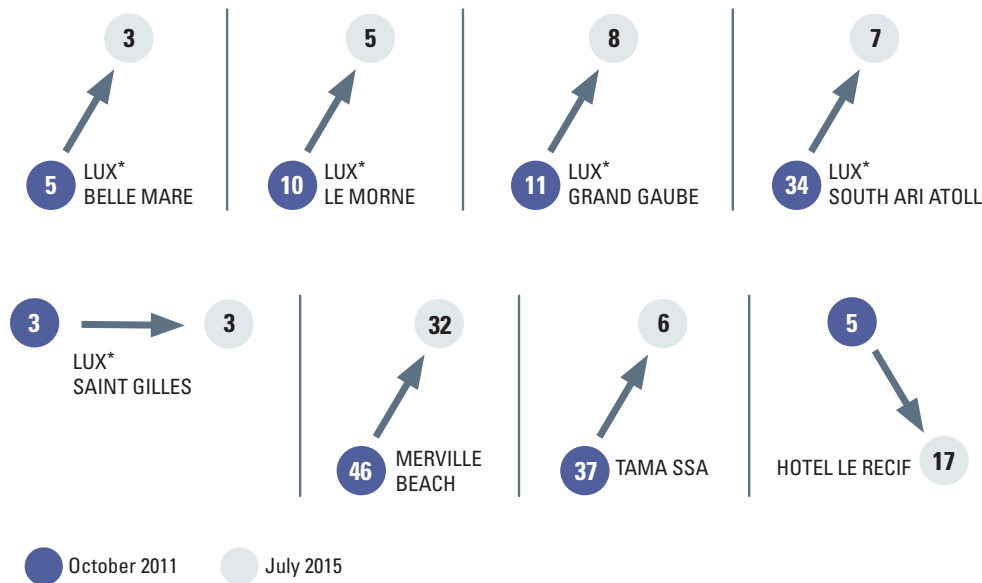 3
5
8
7
5
LUX*
BELLE MARE
10
LUX*
LE MORNE
11
LUX*
GRAND GAUBE
34
LUX*
SOUTH ARI ATOLL
3
3
LUX*
SAINT GILLES
32
46
MERVILLE
BEACH
6
37
TAMA SSA
5
HOTEL LE RECIF
17
October 2011
July 2015